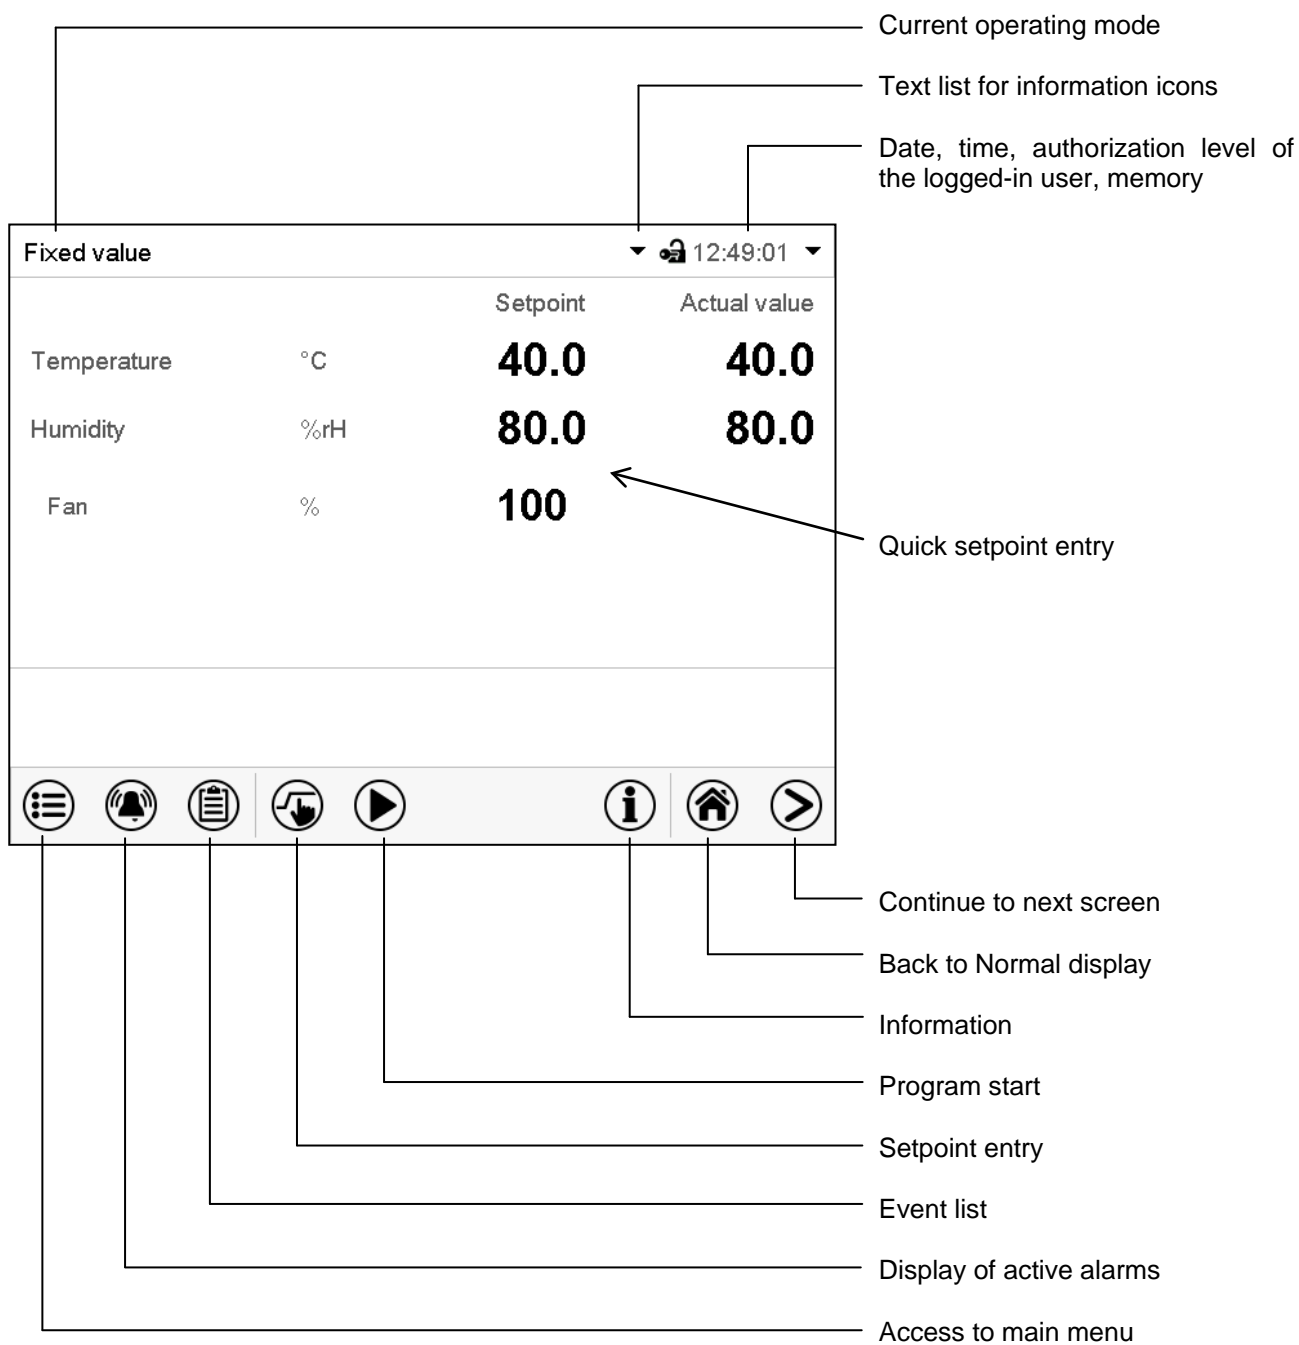 Current operating mode
Text list for information icons
Date, time, authorization level of
the logged-in user, memory
Fixed value
12:49:01
Setpoint Actual value
Temperature °C 40.0 40.0
Humidity %rH 80.0 80.0
Fan % 100
Quick setpoint entry
Continue to next screen
Back to Normal display
Information
Program start
Setpoint entry
Event list
Display of active alarms
Access to main menu